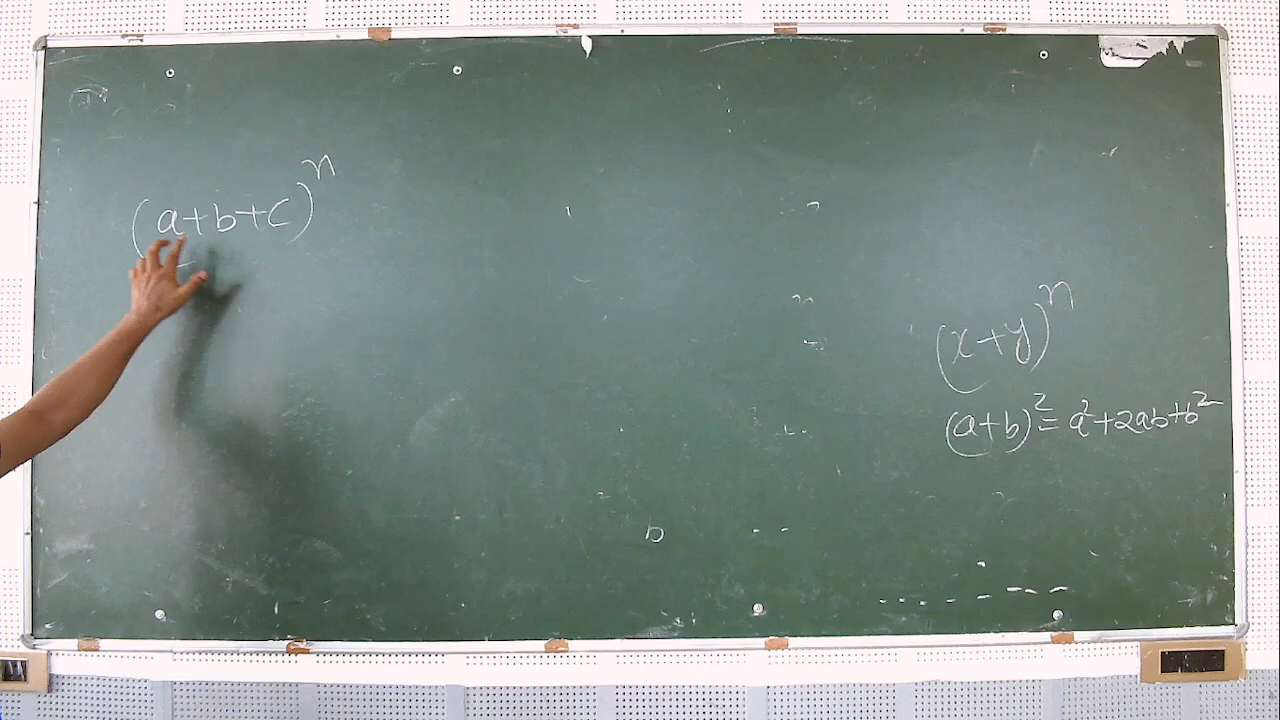 (a+b+c)^n
(x+y)^n
(a+b)^2 = a^2+2ab+b^2
b